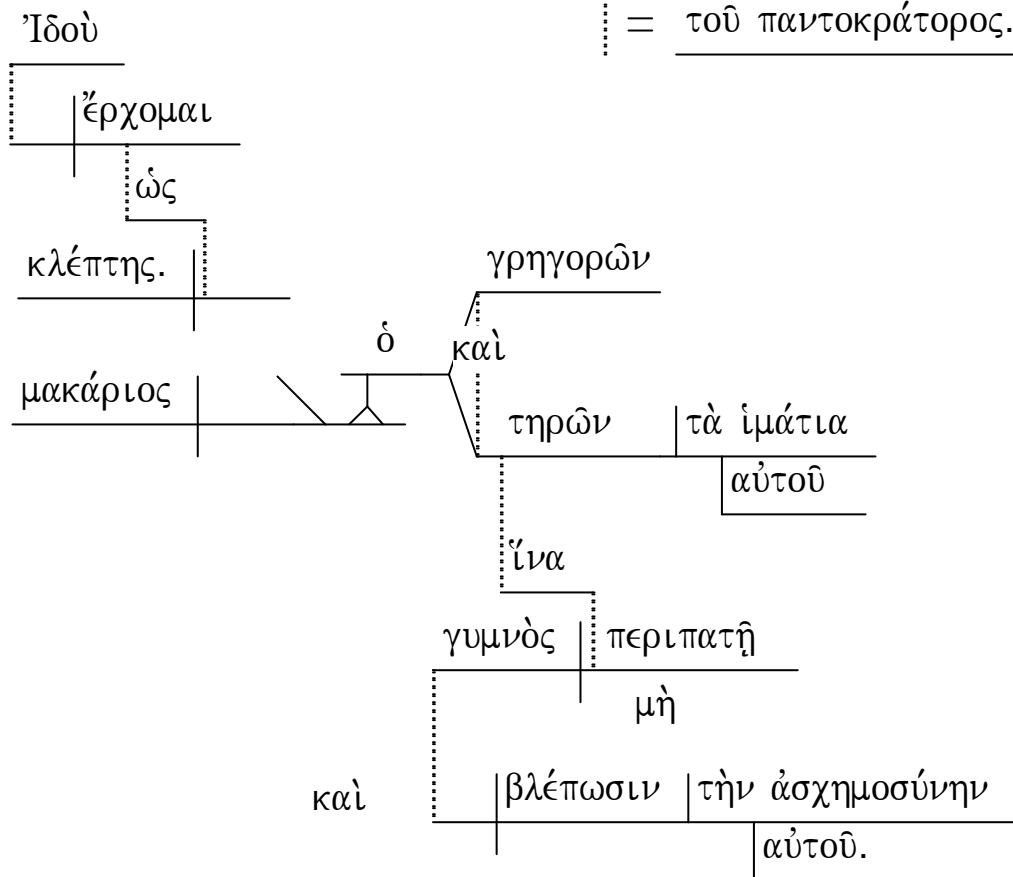 Ἰδοὺ
= τοῦ παντοκράτορος.
ἔρχομαι
ὡς
κλέπτης.
γρηγορῶν
ὁ
καὶ
μακάριος
τηρῶν τὰ ἱμάτια
αὐτοῦ
ἵνα
γυμνὸς περιπατῇ
μὴ
καὶ βλέπωσιν τὴν ἀσχημοσύνην
αὐτοῦ.